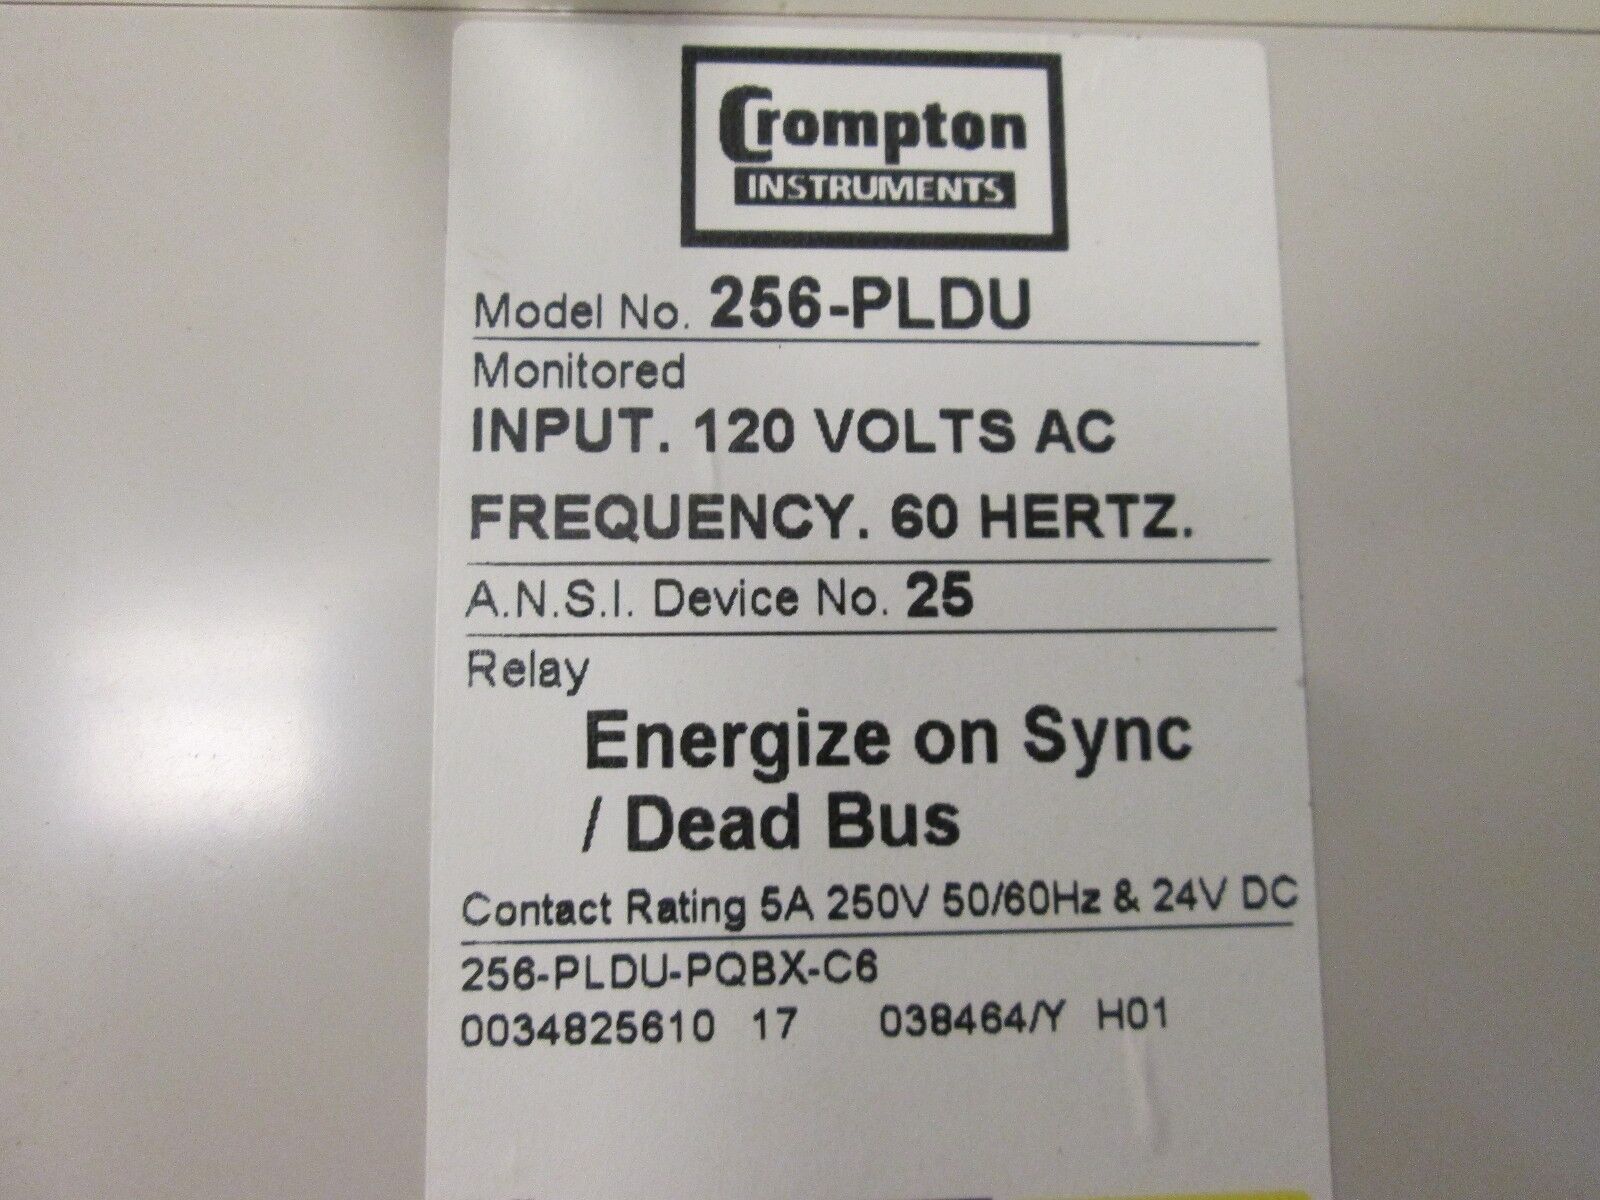 Crompton
INSTRUMENTS
Model No. 256-PLDU
Monitored
INPUT. 120 VOLTS AC
FREQUENCY. 60 HERTZ.
A.N.S.I. Device No. 25
Relay
Energize on Sync
/ Dead Bus
Contact Rating 5A 250V 50/60Hz & 24V DC
256-PLDU-PQBX-C6
0034825610 17 038464/Y H01